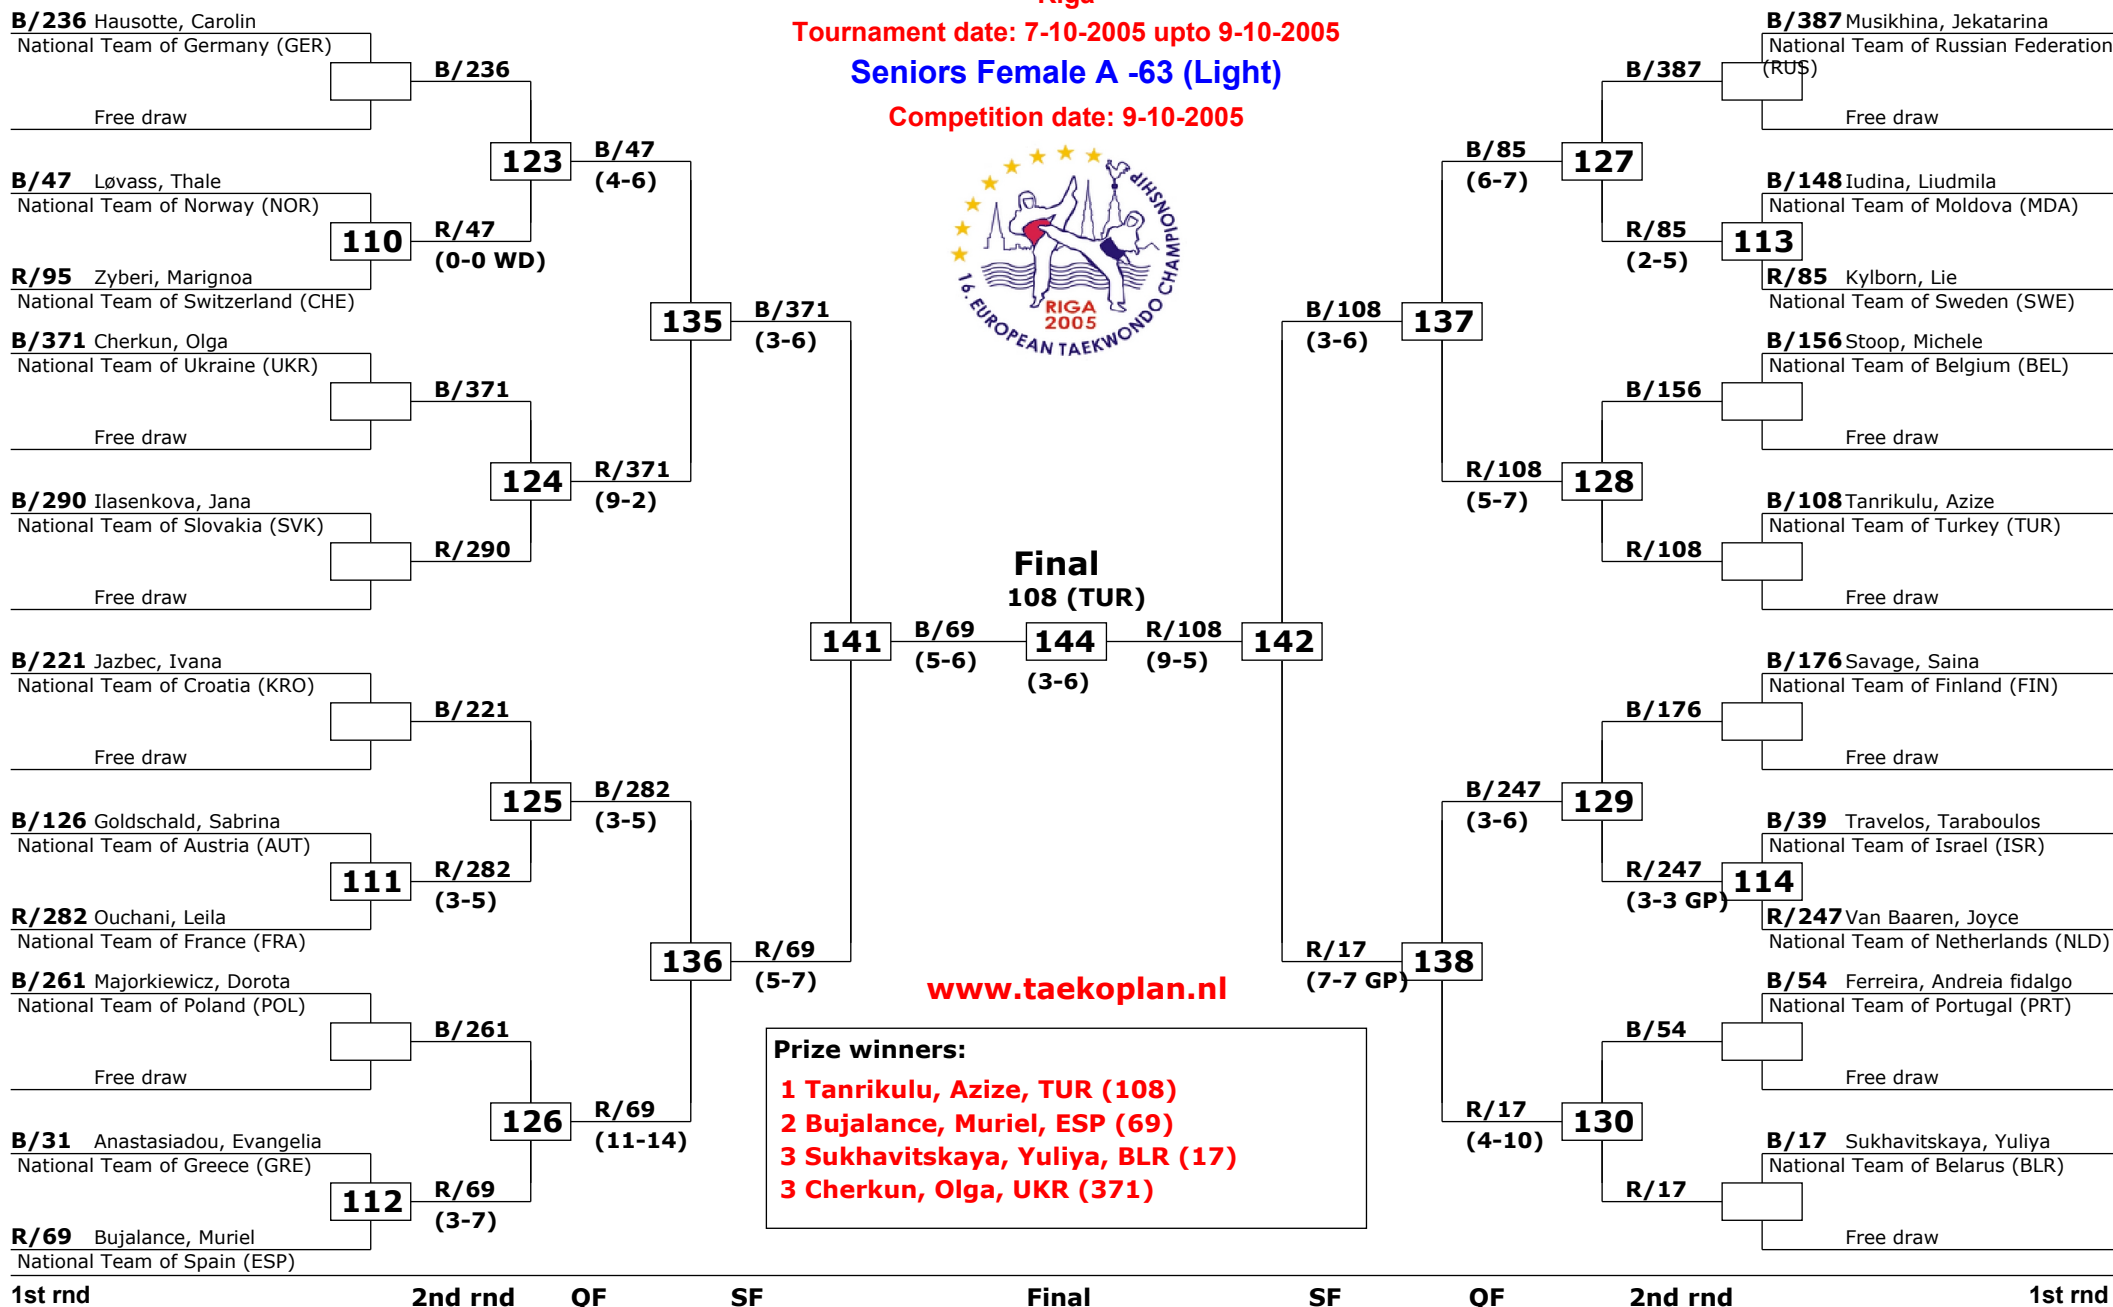 Riga
Tournament date: 7-10-2005 upto 9-10-2005
Seniors Female A -63 (Light)
Competition date: 9-10-2005
16. EUROPEAN TAEKWONDO CHAMPIONSHIP
RIGA
2005
B/236 Hausotte, Carolin
National Team of Germany (GER)
B/236
Free draw
123
B/47
(4-6)
B/47 Løvass, Thale
National Team of Norway (NOR)
110
R/47
(0-0 WD)
R/95 Zyberi, Marignoa
National Team of Switzerland (CHE)
135
B/371
(3-6)
B/371 Cherkun, Olga
National Team of Ukraine (UKR)
B/371
Free draw
124
R/371
(9-2)
B/290 Ilasenkova, Jana
National Team of Slovakia (SVK)
R/290
Free draw
141
B/69
(5-6)
B/221 Jazbec, Ivana
National Team of Croatia (KRO)
B/221
Free draw
125
B/282
(3-5)
B/126 Goldschald, Sabrina
National Team of Austria (AUT)
111
R/282
(3-5)
R/282 Ouchani, Leila
National Team of France (FRA)
136
R/69
(5-7)
B/261 Majorkiewicz, Dorota
National Team of Poland (POL)
B/261
Free draw
126
R/69
(11-14)
B/31 Anastasiadou, Evangelia
National Team of Greece (GRE)
112
R/69
(3-7)
R/69 Bujalance, Muriel
National Team of Spain (ESP)
Final
108 (TUR)
144
(3-6)
R/108
(9-5)
142
B/387 Musikhina, Jekatarina
National Team of Russian Federation
(RUS)
B/387
Free draw
B/85
(6-7)
127
B/148 Iudina, Liudmila
National Team of Moldova (MDA)
R/85
(2-5)
113
R/85 Kylborn, Lie
National Team of Sweden (SWE)
B/108
(3-6)
137
B/156 Stoop, Michele
National Team of Belgium (BEL)
B/156
Free draw
R/108
(5-7)
128
B/108 Tanrikulu, Azize
National Team of Turkey (TUR)
R/108
Free draw
B/176 Savage, Saina
National Team of Finland (FIN)
B/176
Free draw
B/247
(3-6)
129
B/39 Travelos, Taraboulos
National Team of Israel (ISR)
R/247
(3-3 GP)
114
R/247 Van Baaren, Joyce
National Team of Netherlands (NLD)
R/17
(7-7 GP)
138
B/54 Ferreira, Andreia fidalgo
National Team of Portugal (PRT)
B/54
Free draw
R/17
(4-10)
130
B/17 Sukhavitskaya, Yuliya
National Team of Belarus (BLR)
R/17
Free draw
www.taekoplan.nl
Prize winners:
1 Tanrikulu, Azize, TUR (108)
2 Bujalance, Muriel, ESP (69)
3 Sukhavitskaya, Yuliya, BLR (17)
3 Cherkun, Olga, UKR (371)
1st rnd 2nd rnd QF SF Final SF QF 2nd rnd 1st rnd